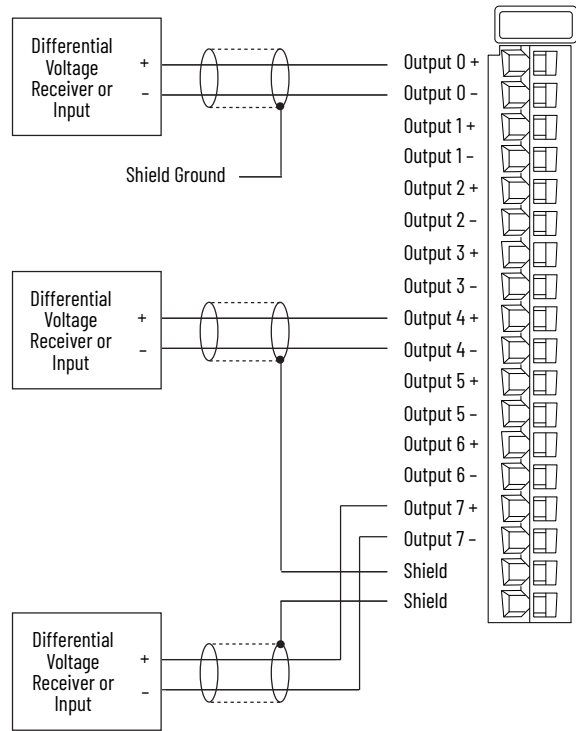 Differential
Voltage
Receiver or
Input
+
–
Shield Ground
Output 0 +
Output 0 –
Output 1 +
Output 1 –
Output 2 +
Output 2 –
Output 3 +
Output 3 –
Differential
Voltage
Receiver or
Input
+
–
Output 4 +
Output 4 –
Output 5 +
Output 5 –
Output 6 +
Output 6 –
Output 7 +
Output 7 –
Shield
Shield
Differential
Voltage
Receiver or
Input
+
–